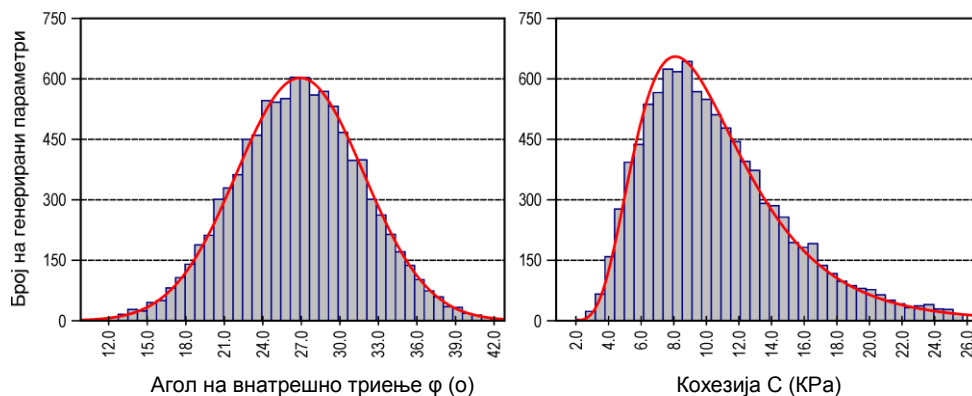 750
600
450
300
150
0
Број на генерирани параметри
12.0 15.0 18.0 21.0 24.0 27.0 30.0 33.0 36.0 39.0 42.0
Агол на внатрешно триење φ (о)
750
600
450
300
150
0
2.0 4.0 6.0 8.0 10.0 12.0 14.0 16.0 18.0 20.0 22.0 24.0 26.0
Кохезија C (КРа)